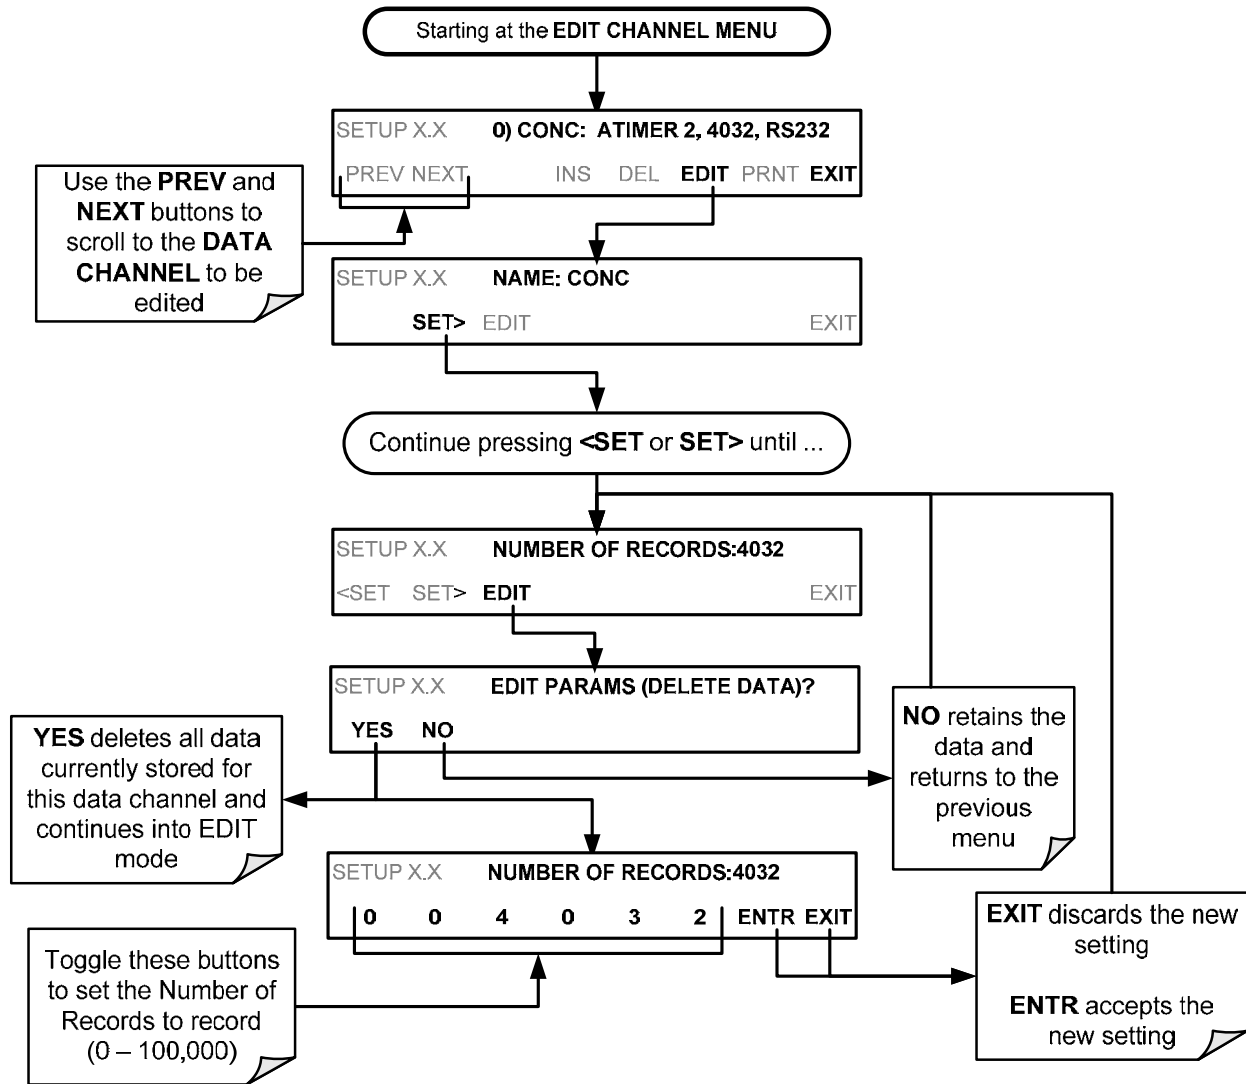 Starting at the EDIT CHANNEL MENU
SETUP X.X 0) CONC: ATIMER 2, 4032, RS232
PREV NEXT INS DEL EDIT PRNT EXIT
Use the PREV and
NEXT buttons to
scroll to the DATA
CHANNEL to be
edited
SETUP X.X NAME: CONC
SET> EDIT EXIT
Continue pressing <SET or SET> until ...
SETUP X.X NUMBER OF RECORDS:4032
<SET SET> EDIT EXIT
SETUP X.X EDIT PARAMS (DELETE DATA)?
YES NO
YES deletes all data
currently stored for
this data channel and
continues into EDIT
mode
NO retains the
data and
returns to the
previous
menu
SETUP X.X NUMBER OF RECORDS:4032
0 0 4 0 3 2 ENTR EXIT
Toggle these buttons
to set the Number of
Records to record
(0 – 100,000)
EXIT discards the new
setting
ENTR accepts the
new setting